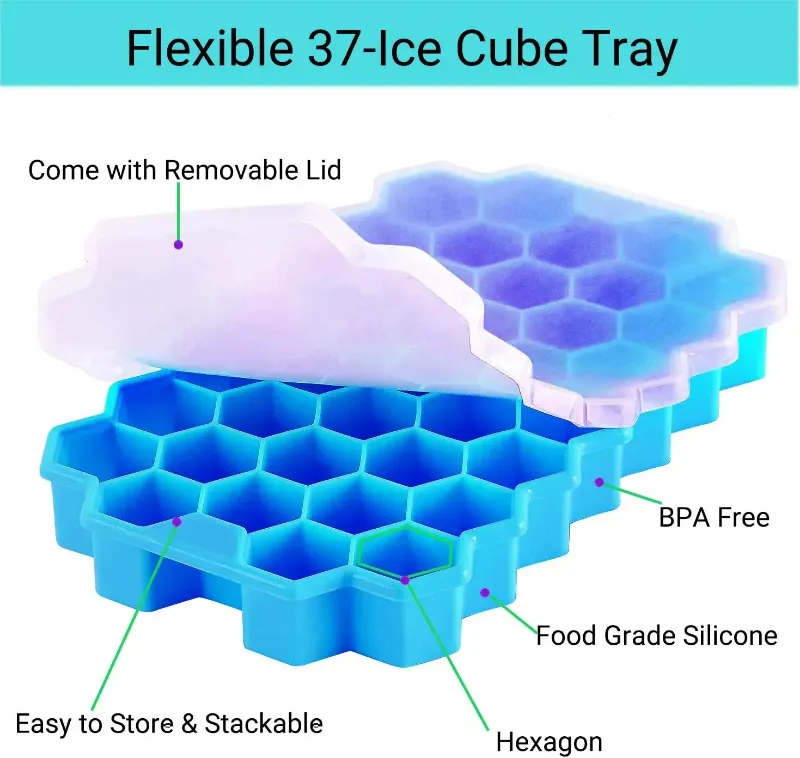 Flexible 37-Ice Cube Tray
Come with Removable Lid
BPA Free
Food Grade Silicone
Easy to Store & Stackable
Hexagon